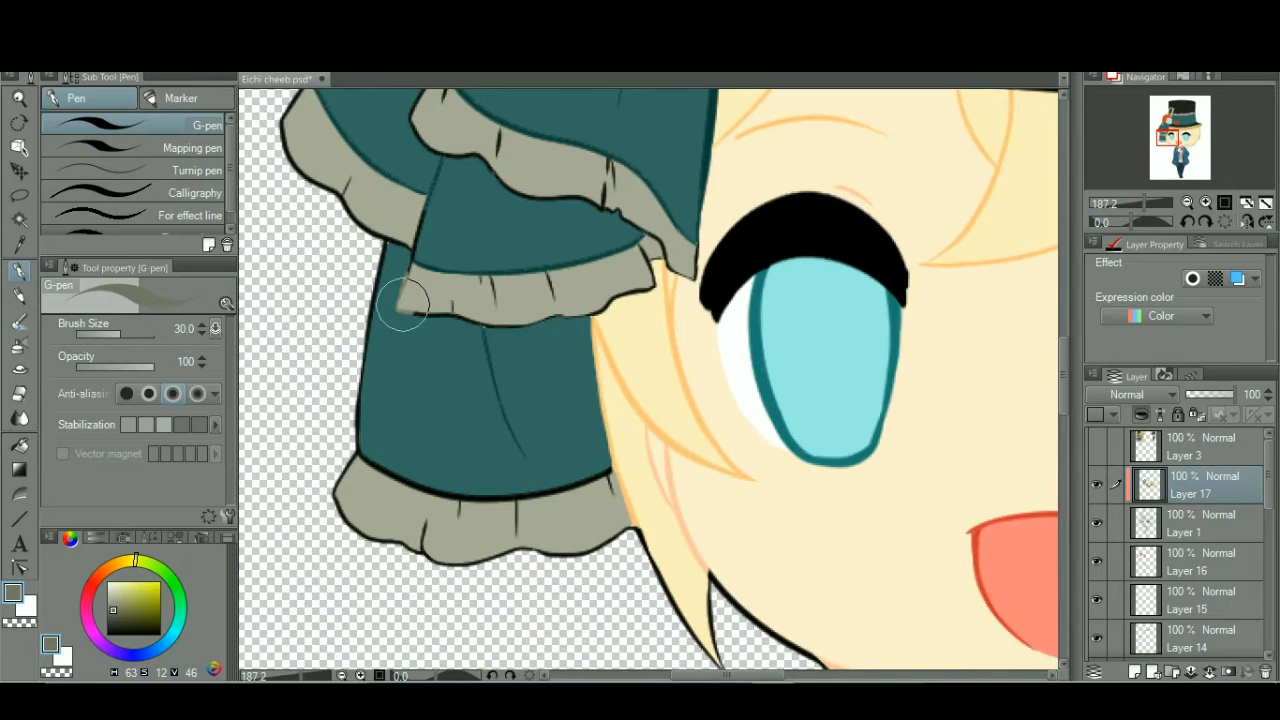 Sub Tool [Pen]
Eichi cheeb.psd*
Navigator
Pen
Marker
G-pen
Mapping pen
Turnip pen
Calligraphy
For effect line
187.2
0.0
Layer Property
Search Layer
Tool property [G-pen]
G-pen
Effect
Expression color
Color
Brush Size
30.0
Opacity
100
Anti-aliasin
Stabilization
Vector magnet
Layer
Normal
100
100 % Normal
Layer 3
100 % Normal
Layer 17
100 % Normal
Layer 1
100 % Normal
Layer 16
100 % Normal
Layer 15
100 % Normal
Layer 14
H 63 S 12 V 46
187.2
0.0